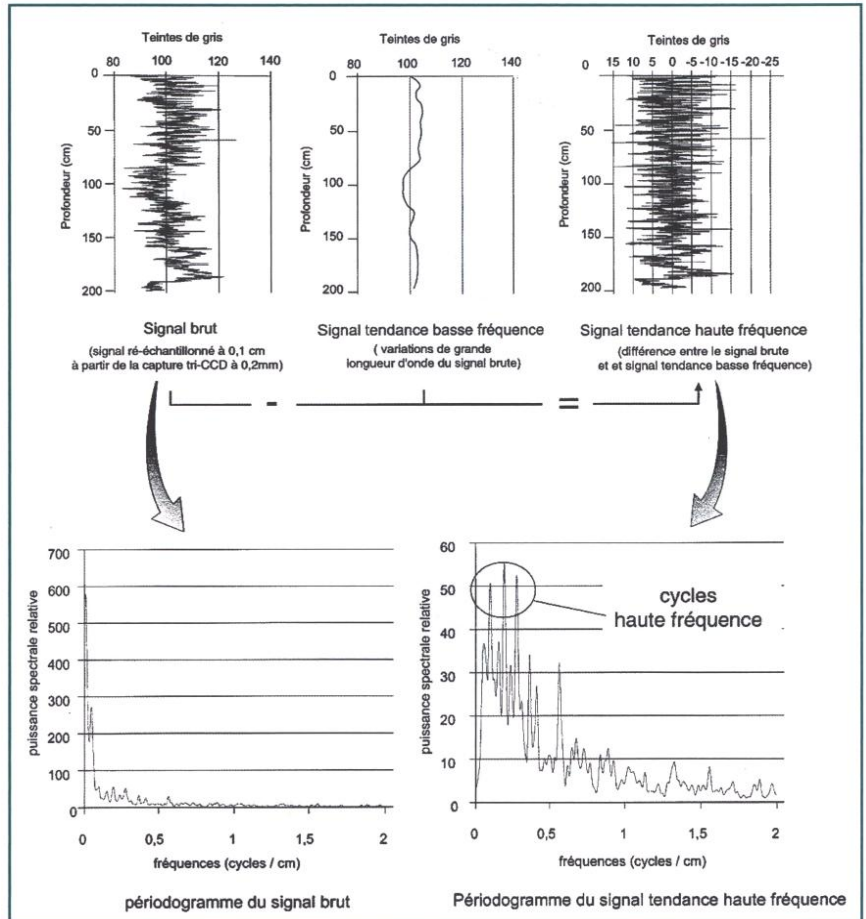 Teintes de gris
80 100 120 140
0
50
100
150
200
Profondeur (cm)
Signal brut
(signal ré-échantillonné à 0,1 cm
à partir de la capture tri-CCD à 0,2mm)
Teintes de gris
80 100 120 140
0
50
100
150
200
Profondeur (cm)
Signal tendance basse fréquence
( variations de grande
longueur d'onde du signal brute)
Teintes de gris
0 15 10 5 0 -5 -10 -15 -20 -25
50
100
150
200
Profondeur (cm)
Signal tendance haute fréquence
(différence entre le signal brute
et et signal tendance basse fréquence)
- =
700
600
500
400
300
200
100
0
puissance spectrale relative
0 0,5 1 1,5 2
fréquences (cycles / cm)
périodogramme du signal brut
60
50
40
30
20
10
0
puissance spectrale relative
cycles
haute fréquence
0 0,5 1 1,5 2
fréquences (cycles / cm)
Périodogramme du signal tendance haute fréquence